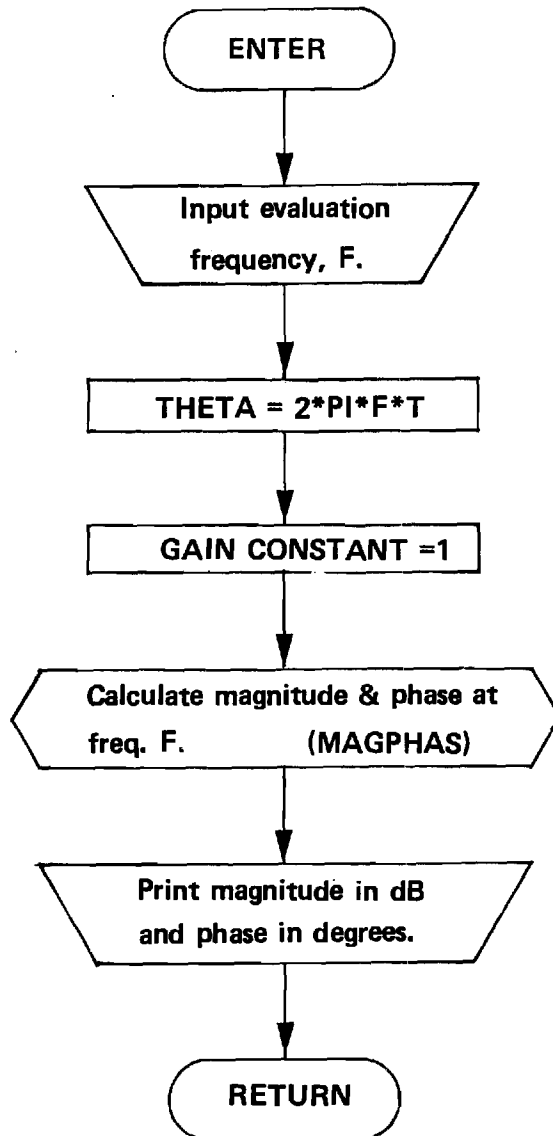 ENTER
Input evaluation
frequency, F.
THETA = 2*PI*F*T
GAIN CONSTANT =1
Calculate magnitude & phase at
freq. F. (MAGPHAS)
Print magnitude in dB
and phase in degrees.
RETURN